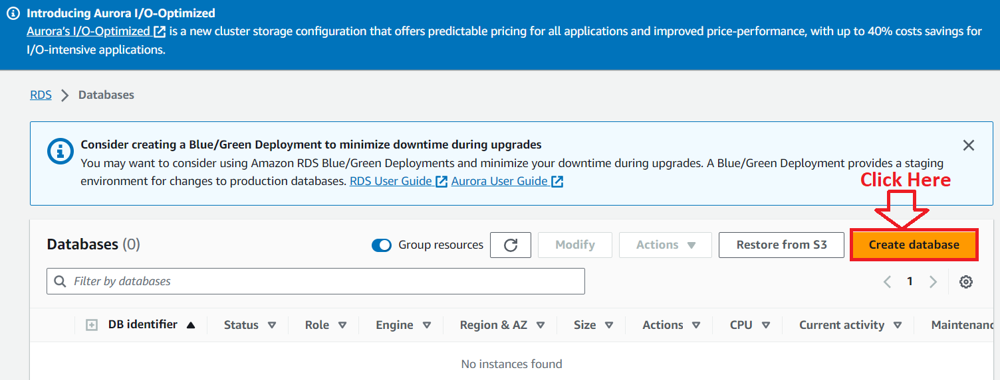 Introducing Aurora I/O-Optimized
Aurora's I/O-Optimized is a new cluster storage configuration that offers predictable pricing for all applications and improved price-performance, with up to 40% costs savings for
I/O-intensive applications.
RDS > Databases
Consider creating a Blue/Green Deployment to minimize downtime during upgrades
You may want to consider using Amazon RDS Blue/Green Deployments and minimize your downtime during upgrades. A Blue/Green Deployment provides a staging
environment for changes to production databases. RDS User Guide Aurora User Guide
Click Here
Databases (0) Group resources Modify Actions Restore from S3 Create database
Filter by databases 1
DB identifier Status Role Engine Region & AZ Size Actions CPU Current activity Maintenanc
No instances found